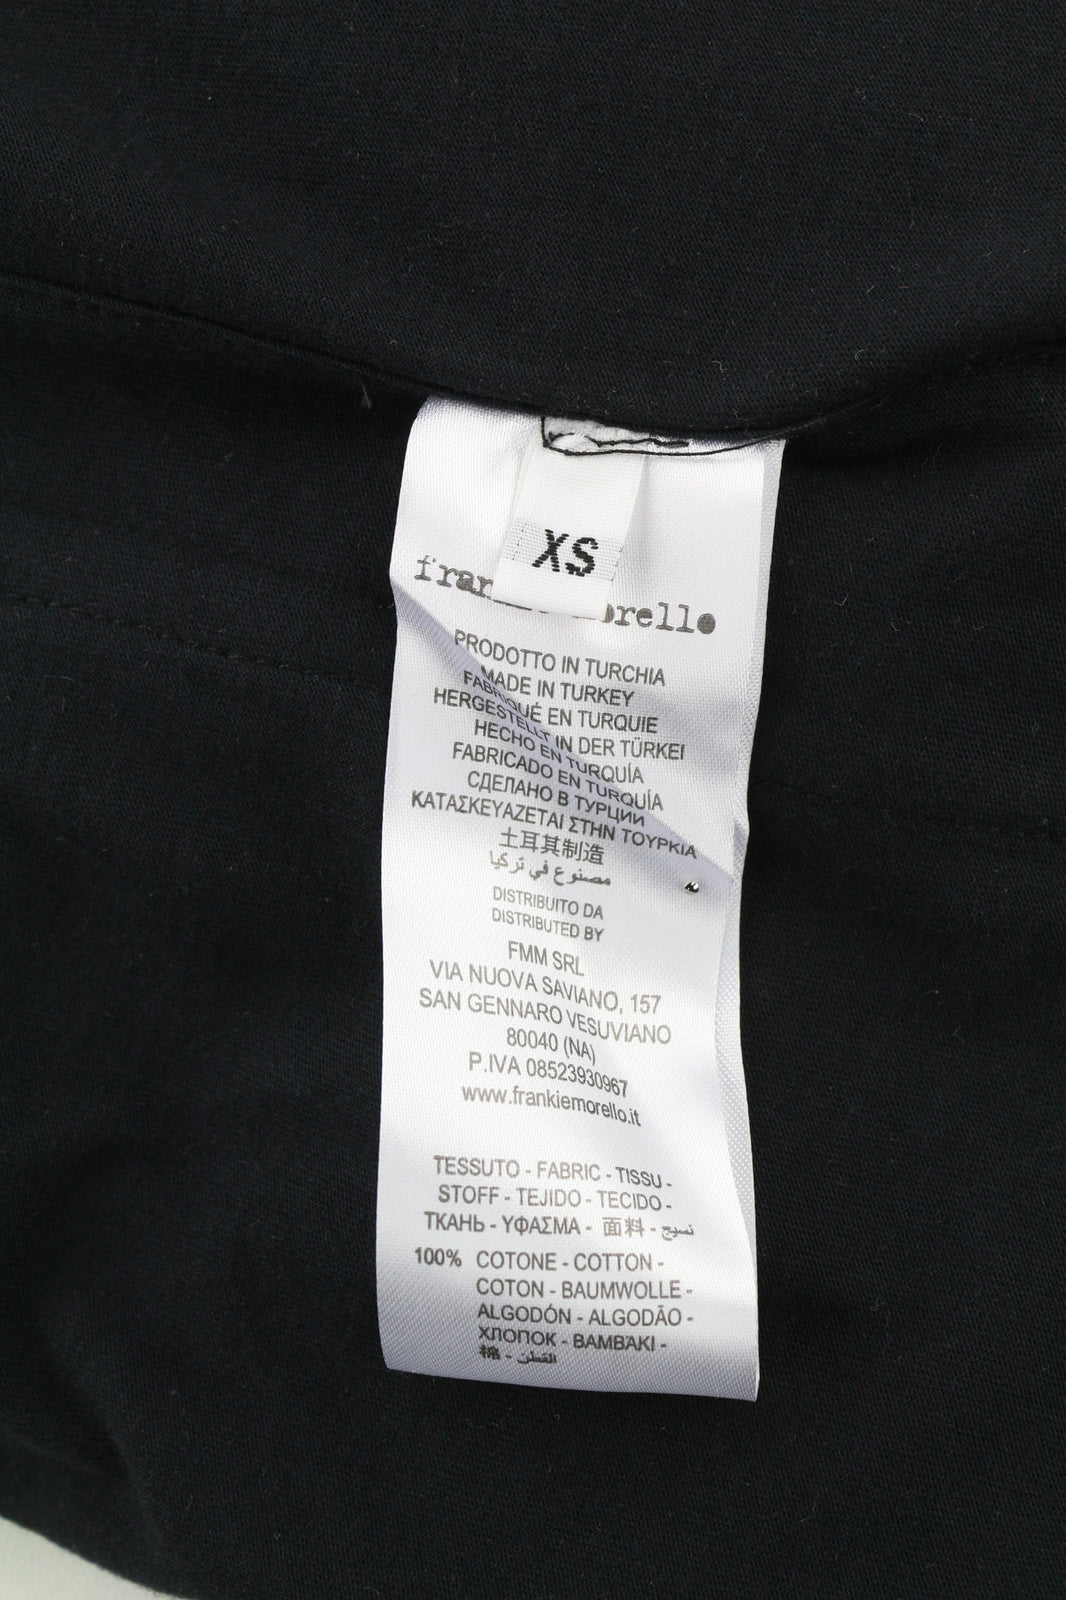 XS
frankie morello
PRODOTTO IN TURCHIA
MADE IN TURKEY
FABRIQUÉ EN TURQUIE
HERGESTELLT IN DER TÜRKEI
HECHO EN TURQUÍA
FABRICADO EN TURQUÍA
СДЕЛАНО В ТУРЦИИ
ΚΑΤΑΣΚΕΥΑΖΕΤΑΙ ΣΤΗΝ ΤΟΥΡΚΙΑ
土耳其制造
مصنوع في تركيا
DISTRIBUITO DA
DISTRIBUTED BY
FMM SRL
VIA NUOVA SAVIANO, 157
SAN GENNARO VESUVIANO
80040 (NA)
P.IVA 08523930967
www.frankiemorello.it
TESSUTO - FABRIC - TISSU -
STOFF - TEJIDO - TECIDO -
ТКАНЬ - ΥΦΑΣΜΑ - 面料 - نسيج
100% COTONE - COTTON -
COTON - BAUMWOLLE -
ALGODÓN - ALGODÃO -
ХЛОПОК - ΒΑΜΒΆΚΙ -
棉 - القطن